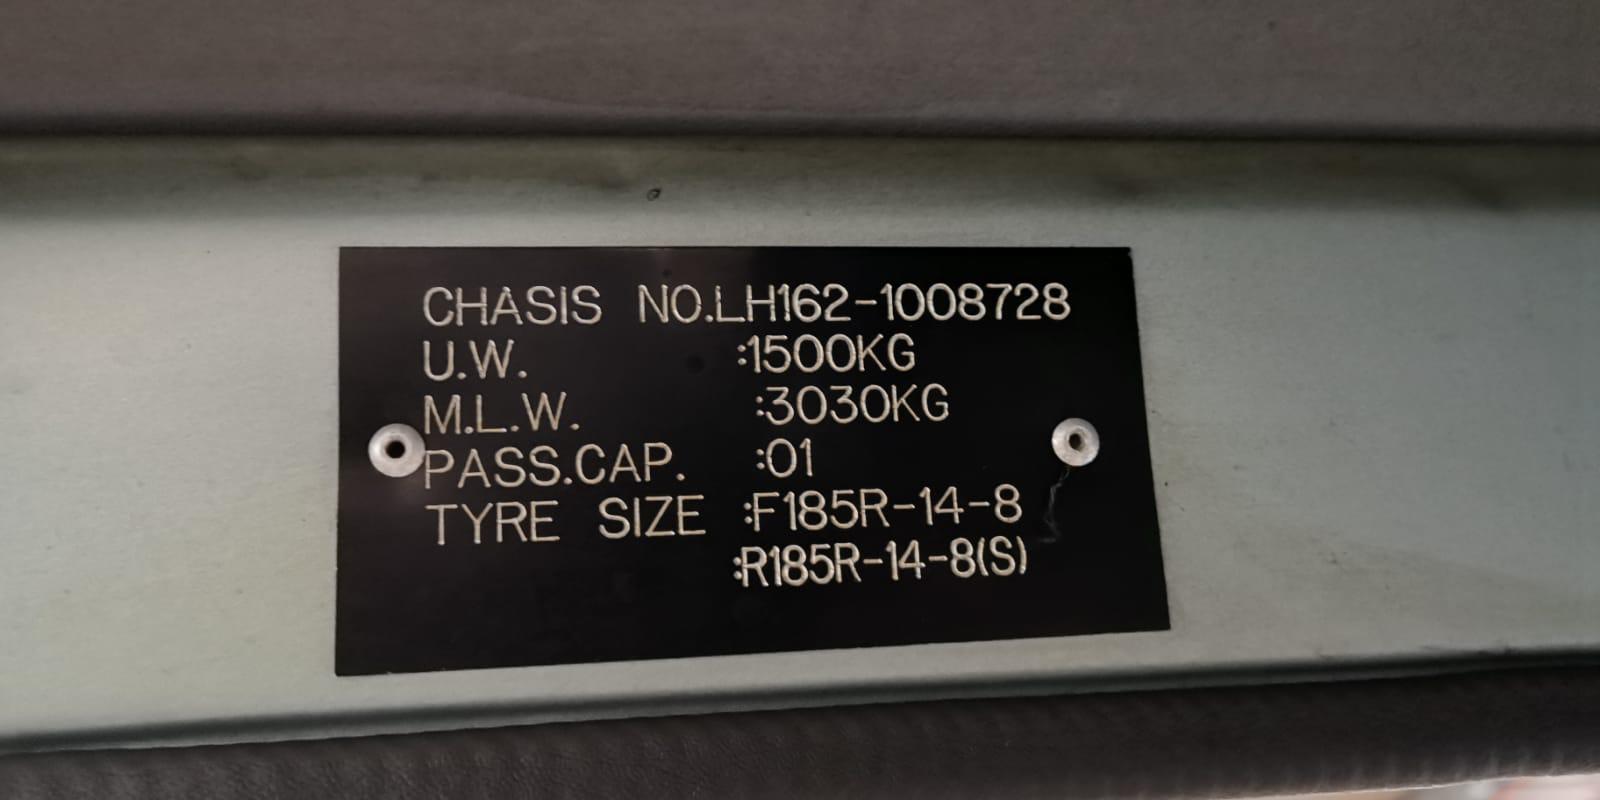 CHASIS NO.LH162-1008728
U.W. :1500KG
M.L.W. :3030KG
PASS.CAP. :01
TYRE SIZE :F185R-14-8
:R185R-14-8(S)